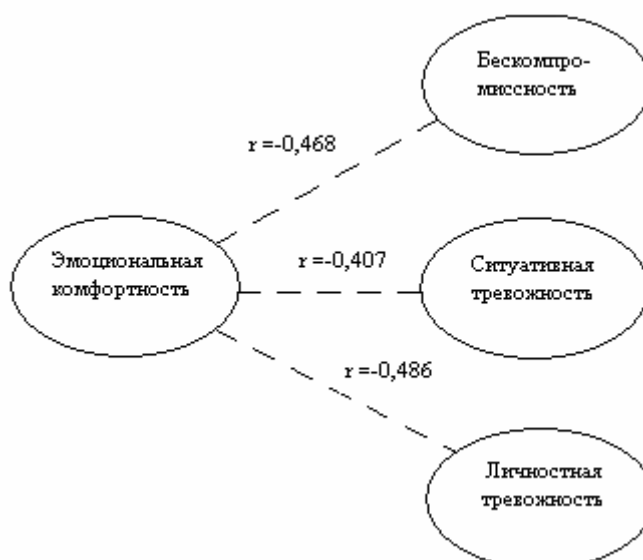 Бескомпро-
миссность
r =-0,468
Эмоциональная
комфортность
r =-0,407
Ситуативная
тревожность
r =-0,486
Личностная
тревожность